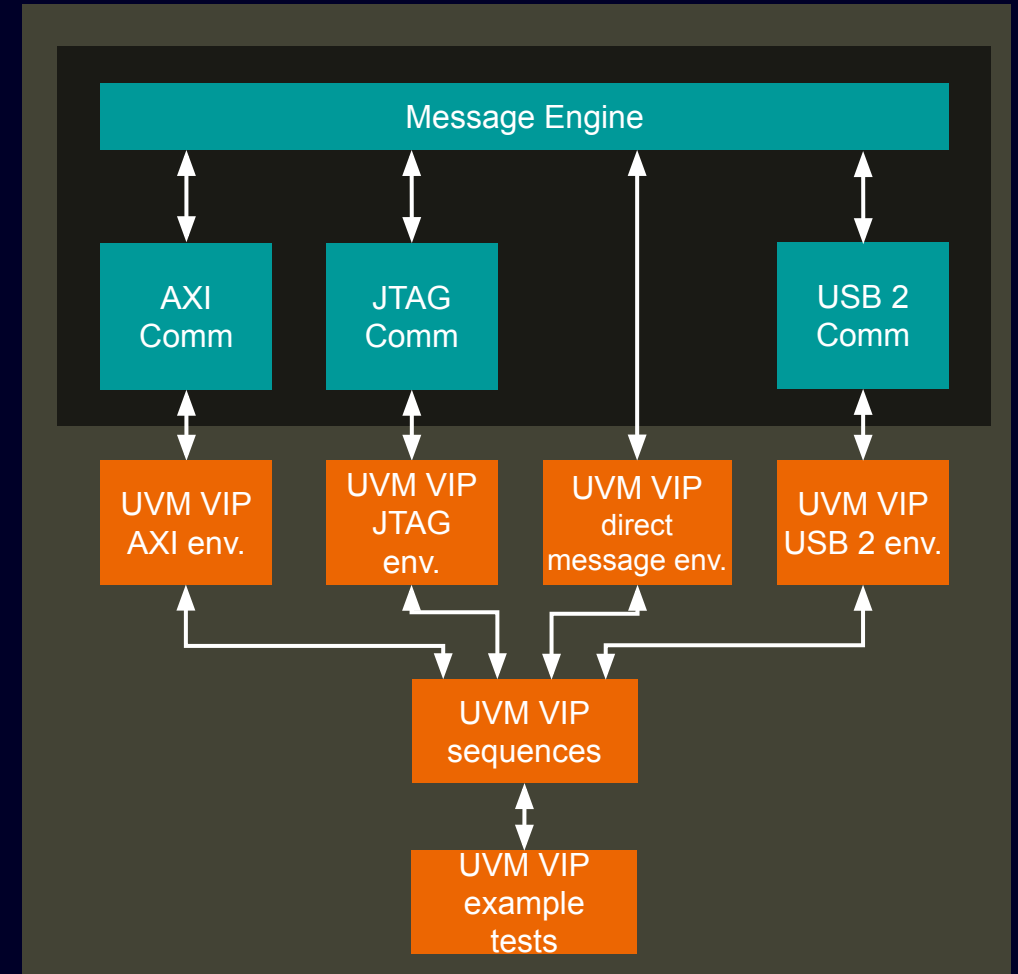 Message Engine
AXI
Comm
JTAG
Comm
USB 2
Comm
UVM VIP
AXI env.
UVM VIP
JTAG
env.
UVM VIP
direct
message env.
UVM VIP
USB 2 env.
UVM VIP
sequences
UVM VIP
example
tests